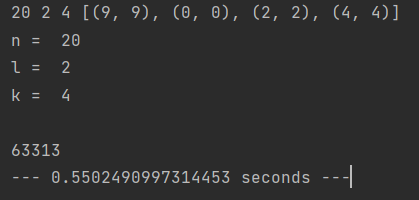 20 2 4 [(9, 9), (0, 0), (2, 2), (4, 4)]
n =  20
l =  2
k =  4
63313
--- 0.5502490997314453 seconds ---